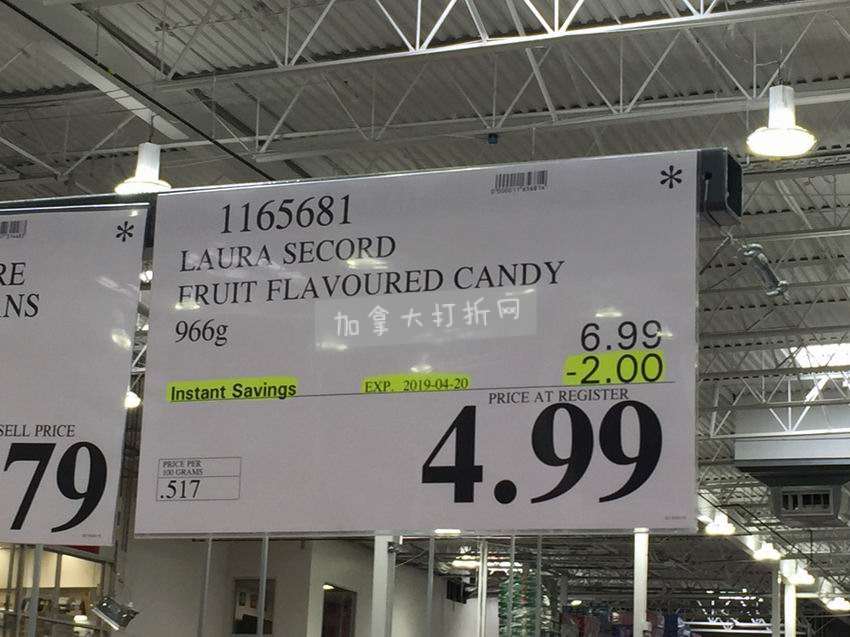 RE
NS
SELL PRICE
79
*
*
1165681
LAURA SECORD
FRUIT FLAVOURED CANDY
966g
加拿大打折网
6.99
-2.00
Instant Savings
EXP. 2019-04-20
PRICE AT REGISTER
4.99
PRICE PER
100 GRAMS
.517